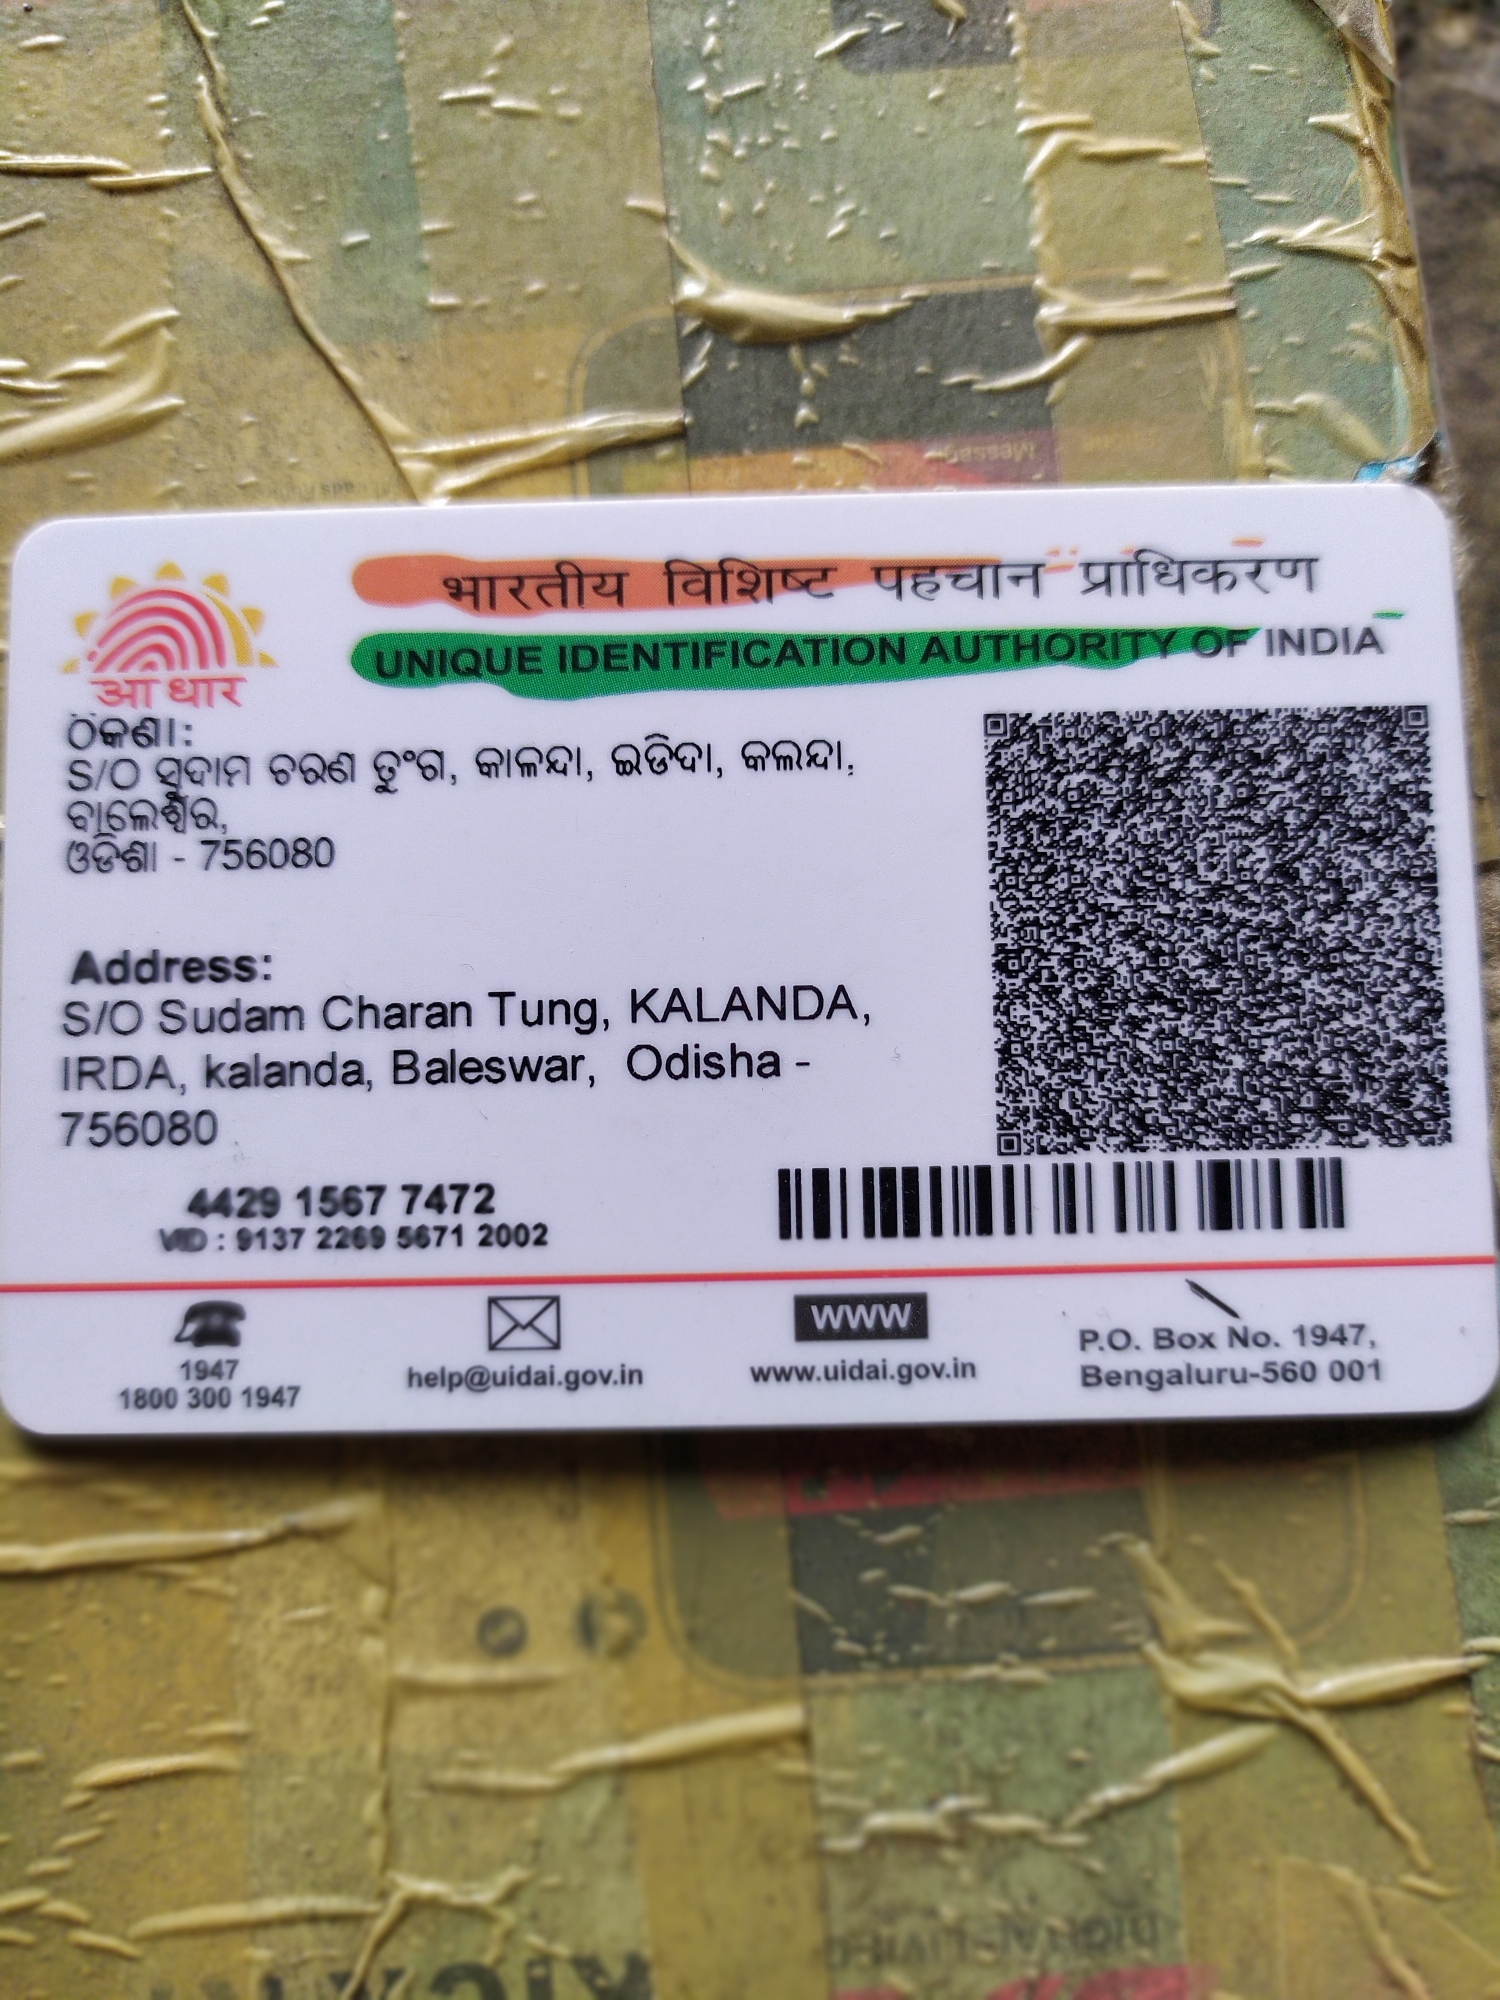 भारतीय विशिष्ट पहचान प्राधिकरण
UNIQUE IDENTIFICATION AUTHORITY OF INDIA
आधार
ଠିକଣା:
S/O ସୁଦାମ ଚରଣ ତୁଂଗ, କାଳନ୍ଦା, ଇଡିଦା, କଲନ୍ଦା,
ବାଲେଶ୍ୱର,
ଓଡିଶା - 756080
Address:
S/O Sudam Charan Tung, KALANDA,
IRDA, kalanda, Baleswar, Odisha -
756080
4429 1567 7472
VID : 9137 2269 5671 2002
1947
1800 300 1947
help@uidai.gov.in
www
www.uidai.gov.in
P.O. Box No. 1947,
Bengaluru-560 001